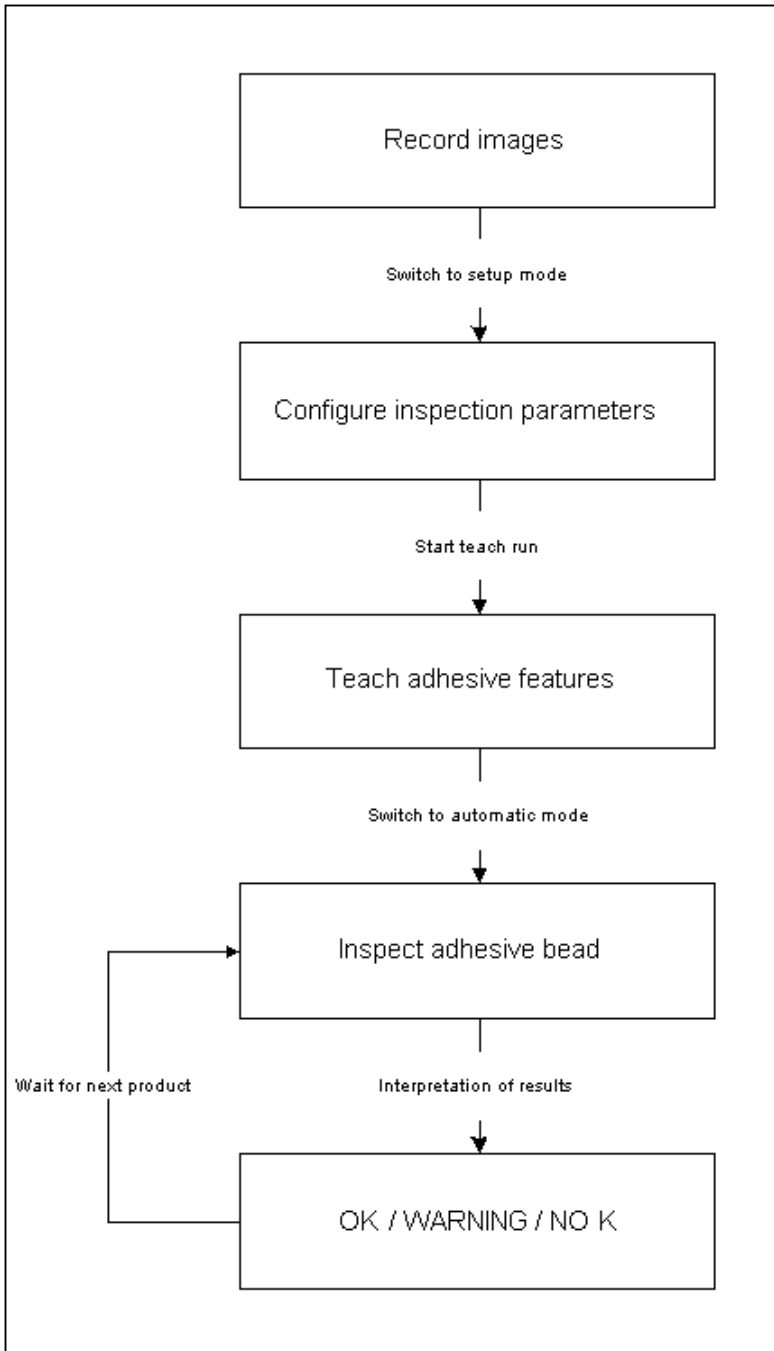 Record images
Switch to setup mode
Configure inspection parameters
Start teach run
Teach adhesive features
Switch to automatic mode
Inspect adhesive bead
Wait for next product
Interpretation of results
OK / WARNING / NO K